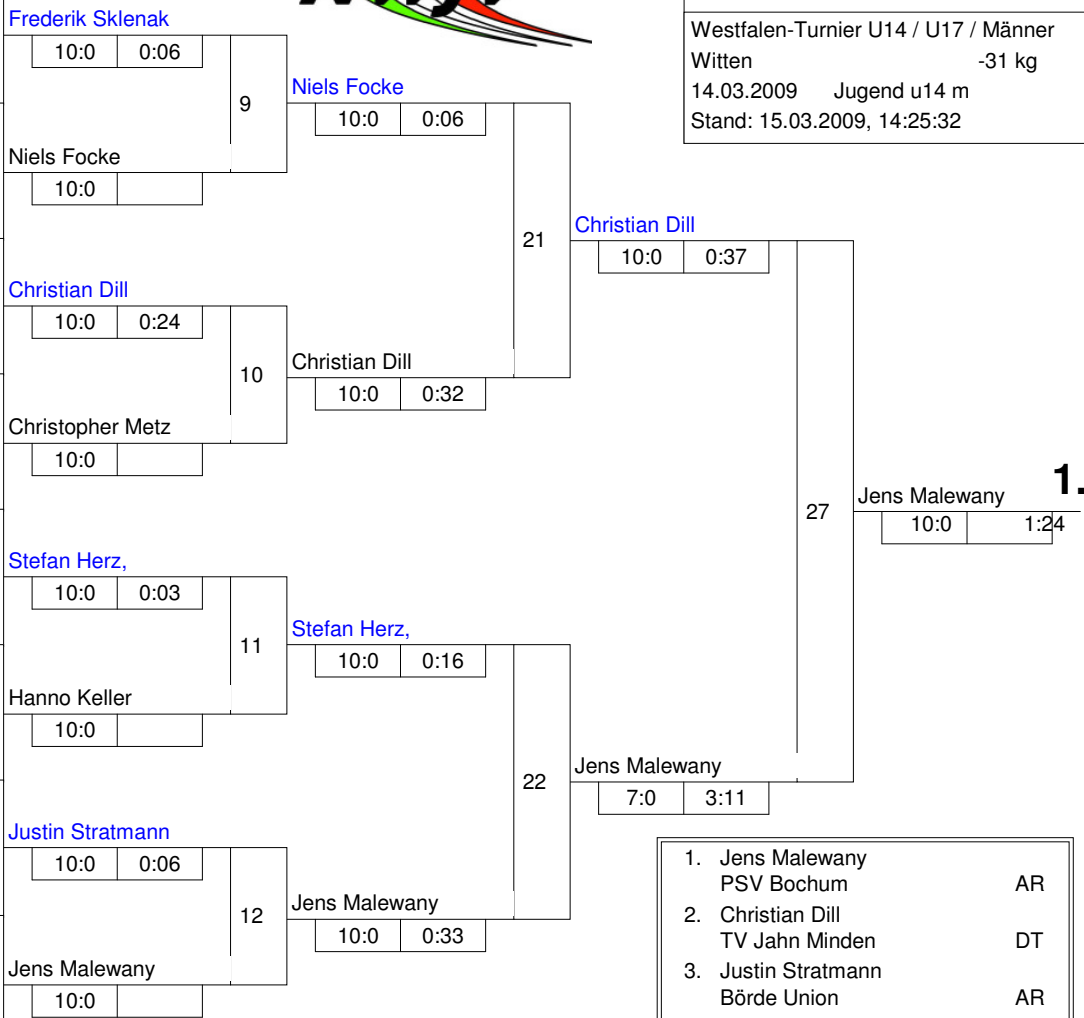 Westfalen-Turnier U14 / U17 / Männer
Witten -31 kg
14.03.2009 Jugend u14 m
Stand: 15.03.2009, 14:25:32
Frederik Sklenak
10:0 0:06
9
Niels Focke
10:0
Niels Focke
10:0 0:06
21
Christian Dill
10:0 0:24
10
Christopher Metz
10:0
Christian Dill
10:0 0:32
Christian Dill
10:0 0:37
27
Jens Malewany 1.
10:0 1:24
Stefan Herz,
10:0 0:03
11
Hanno Keller
10:0
Stefan Herz,
10:0 0:16
22
Jens Malewany
7:0 3:11
Justin Stratmann
10:0 0:06
12
Jens Malewany
10:0
Jens Malewany
10:0 0:33
1. Jens Malewany
PSV Bochum AR
2. Christian Dill
TV Jahn Minden DT
3. Justin Stratmann
Börde Union AR